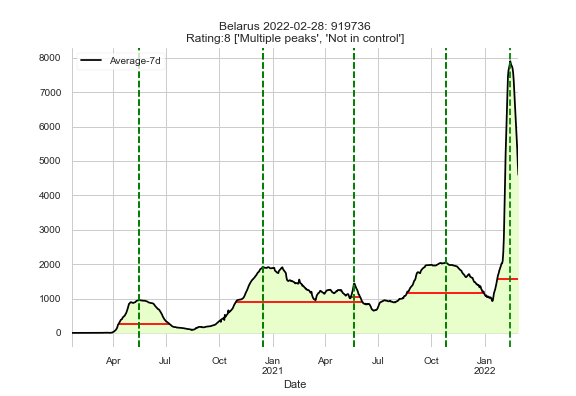 Belarus 2022-02-28: 919736
Rating:8 ['Multiple peaks', 'Not in control']
Average-7d
8000
7000
6000
5000
4000
3000
2000
1000
0
Apr Jul Oct Jan Apr Jul Oct Jan
2021 2022
Date